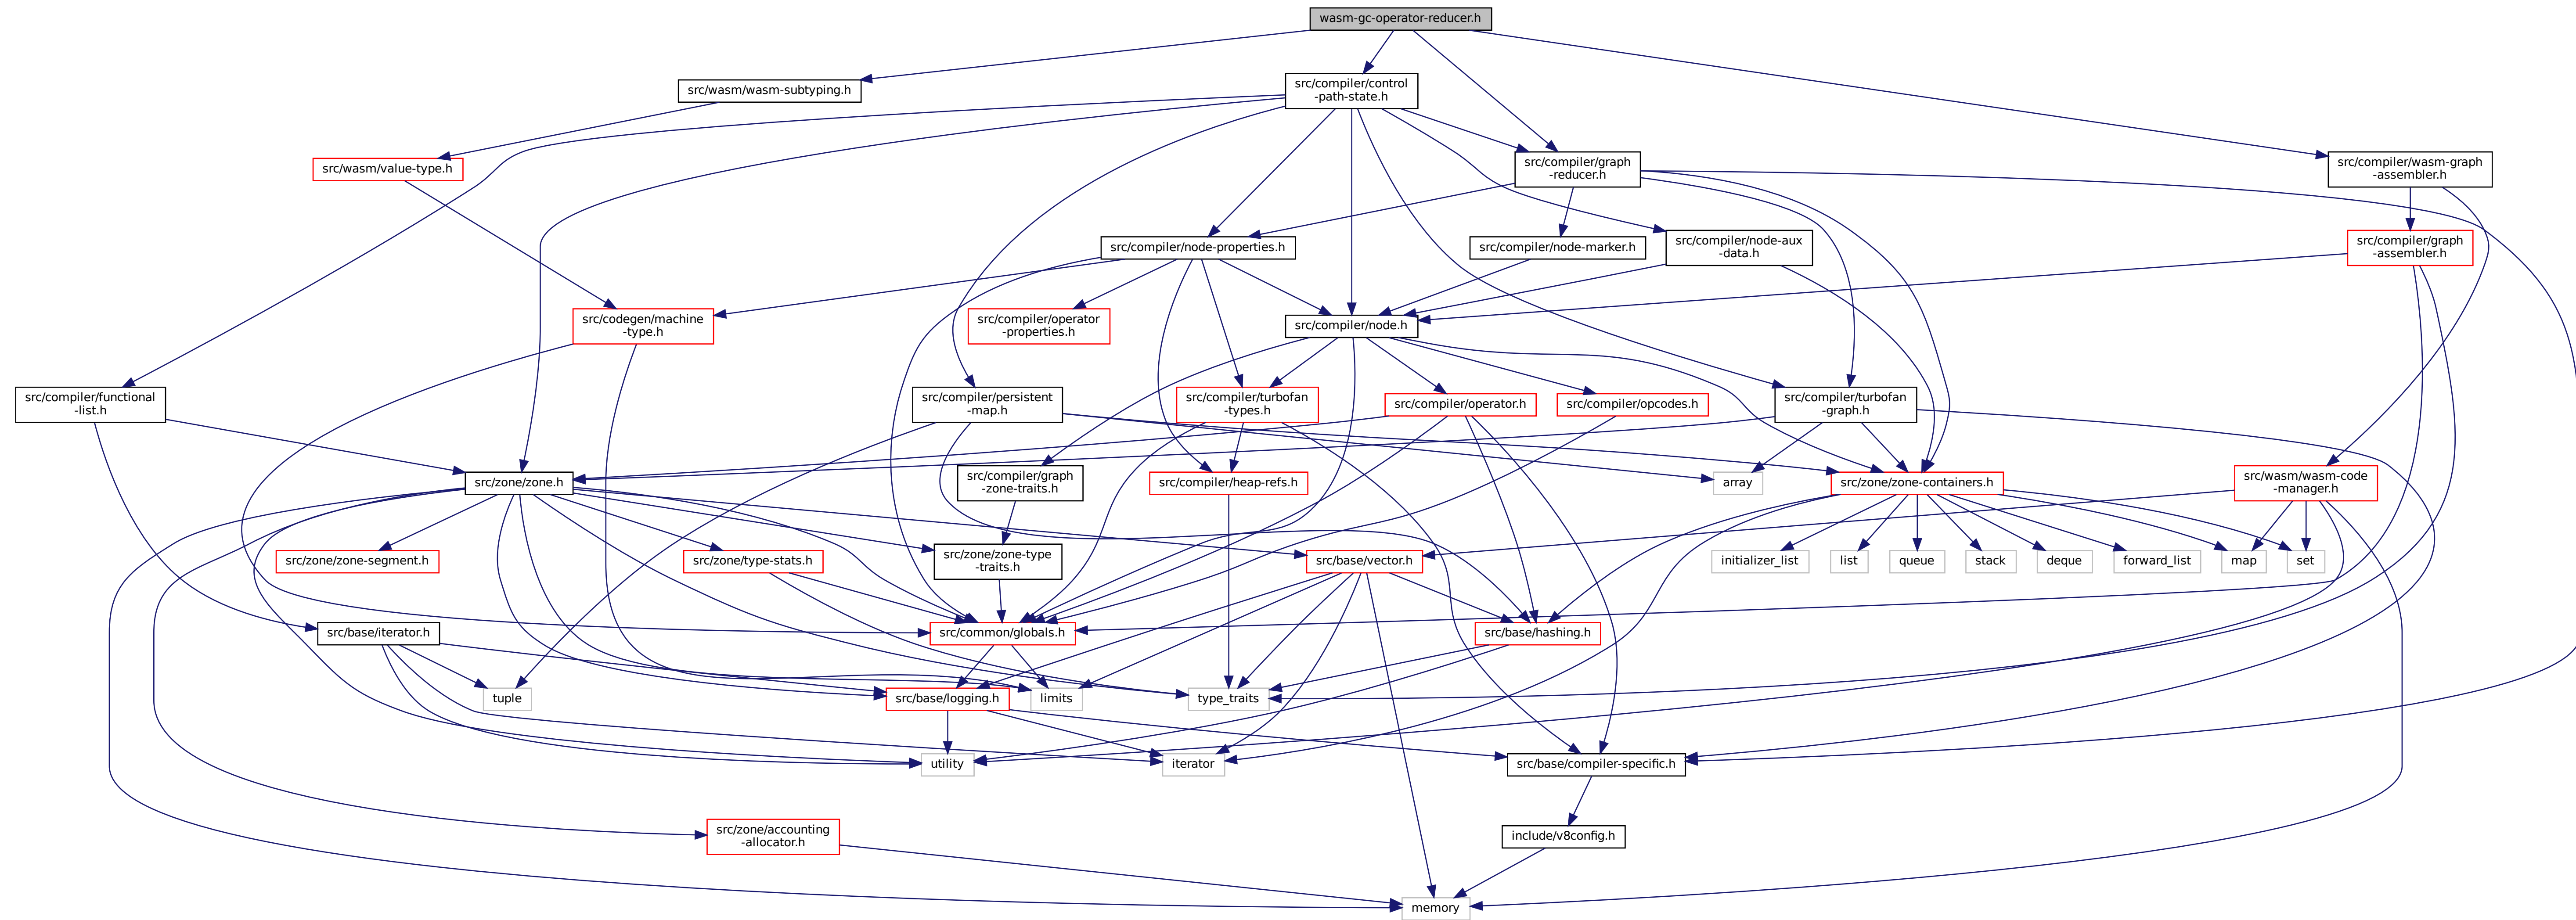 wasm-gc-operator-reducer.h
src/wasm/wasm-subtyping.h
src/compiler/control
-path-state.h
src/wasm/value-type.h
src/compiler/graph
-reducer.h
src/compiler/wasm-graph
-assembler.h
src/compiler/node-properties.h
src/compiler/node-marker.h
src/compiler/node-aux
-data.h
src/compiler/graph
-assembler.h
src/codegen/machine
-type.h
src/compiler/operator
-properties.h
src/compiler/node.h
src/compiler/functional
-list.h
src/compiler/persistent
-map.h
src/compiler/turbofan
-types.h
src/compiler/operator.h
src/compiler/opcodes.h
src/compiler/turbofan
-graph.h
src/zone/zone.h
src/compiler/graph
-zone-traits.h
src/compiler/heap-refs.h
array
src/zone/zone-containers.h
src/wasm/wasm-code
-manager.h
src/zone/zone-segment.h
src/zone/type-stats.h
src/zone/zone-type
-traits.h
src/base/vector.h
initializer_list
list
queue
stack
deque
forward_list
map
set
src/base/iterator.h
src/common/globals.h
src/base/hashing.h
tuple
src/base/logging.h
limits
type_traits
utility
iterator
src/base/compiler-specific.h
src/zone/accounting
-allocator.h
include/v8config.h
memory